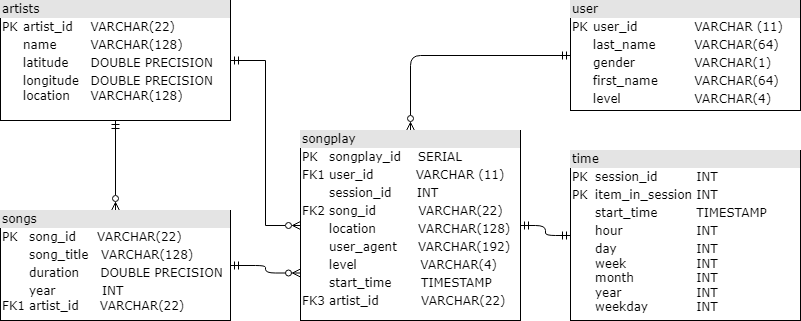 artists
PK artist_id VARCHAR(22)
name VARCHAR(128)
latitude DOUBLE PRECISION
longitude DOUBLE PRECISION
location VARCHAR(128)
user
PK user_id VARCHAR (11)
last_name VARCHAR(64)
gender VARCHAR(1)
first_name VARCHAR(64)
level VARCHAR(4)
songplay
PK songplay_id SERIAL
FK1 user_id VARCHAR (11)
session_id INT
FK2 song_id VARCHAR(22)
location VARCHAR(128)
user_agent VARCHAR(192)
level VARCHAR(4)
start_time TIMESTAMP
FK3 artist_id VARCHAR(22)
time
PK session_id INT
PK item_in_session INT
start_time TIMESTAMP
hour INT
day INT
week INT
month INT
year INT
weekday INT
songs
PK song_id VARCHAR(22)
song_title VARCHAR(128)
duration DOUBLE PRECISION
year INT
FK1 artist_id VARCHAR(22)